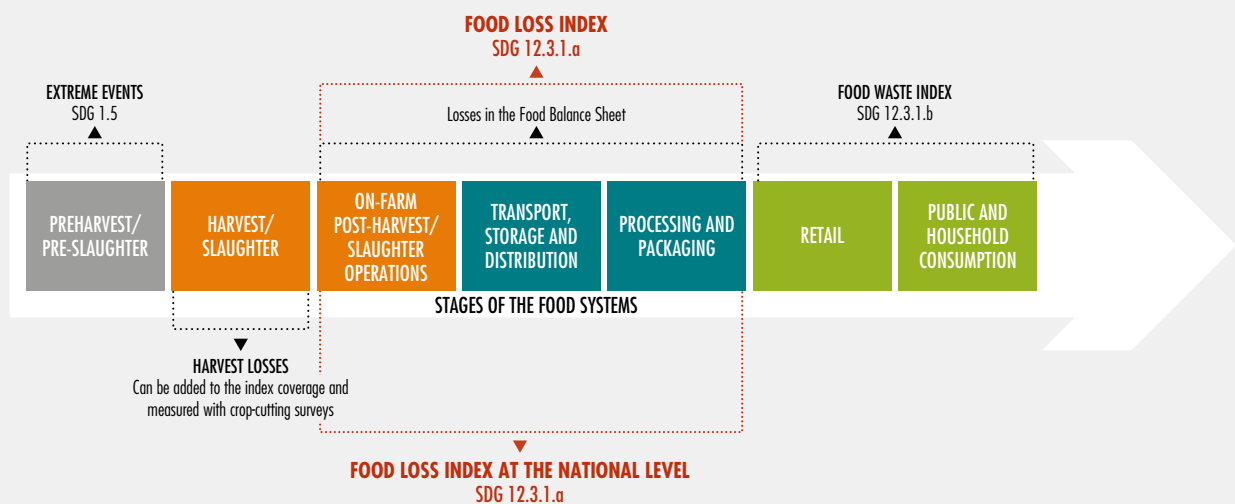 FOOD LOSS INDEX
SDG 12.3.1.a
EXTREME EVENTS
SDG 1.5
Losses in the Food Balance Sheet
FOOD WASTE INDEX
SDG 12.3.1.b
PREHARVEST/
PRE-SLAUGHTER
HARVEST/
SLAUGHTER
ON-FARM
POST-HARVEST/
SLAUGHTER
OPERATIONS
TRANSPORT,
STORAGE AND
DISTRIBUTION
PROCESSING AND
PACKAGING
RETAIL
PUBLIC AND
HOUSEHOLD
CONSUMPTION
STAGES OF THE FOOD SYSTEMS
HARVEST LOSSES
Can be added to the index coverage and
measured with crop-cutting surveys
FOOD LOSS INDEX AT THE NATIONAL LEVEL
SDG 12.3.1.a